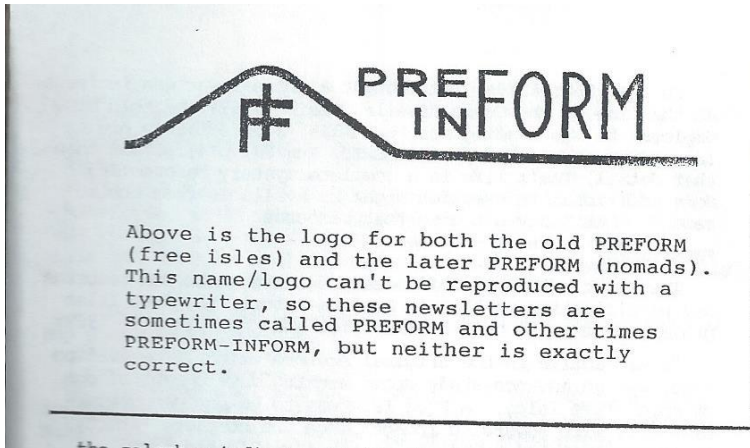 PRE
INFORM
Above is the logo for both the old PREFORM
(free isles) and the later PREFORM (nomads).
This name/logo can't be reproduced with a
typewriter, so these newsletters are
sometimes called PREFORM and other times
PREFORM-INFORM, but neither is exactly
correct.